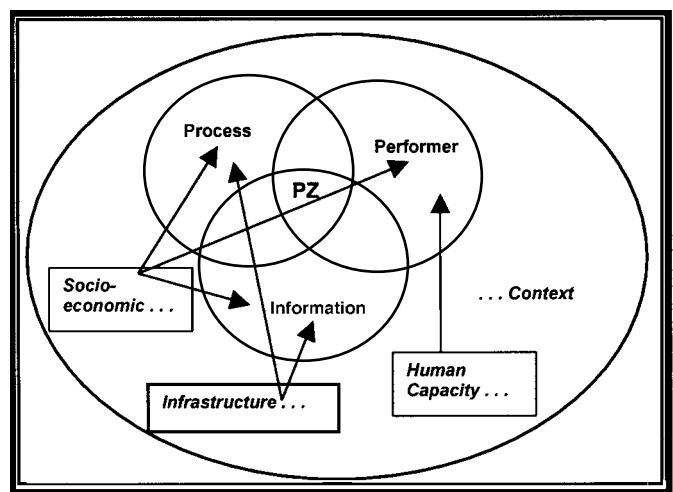 Process
Performer
PZ
Socio-
economic . . .
Information
. . . Context
Infrastructure . . .
Human
Capacity . . .